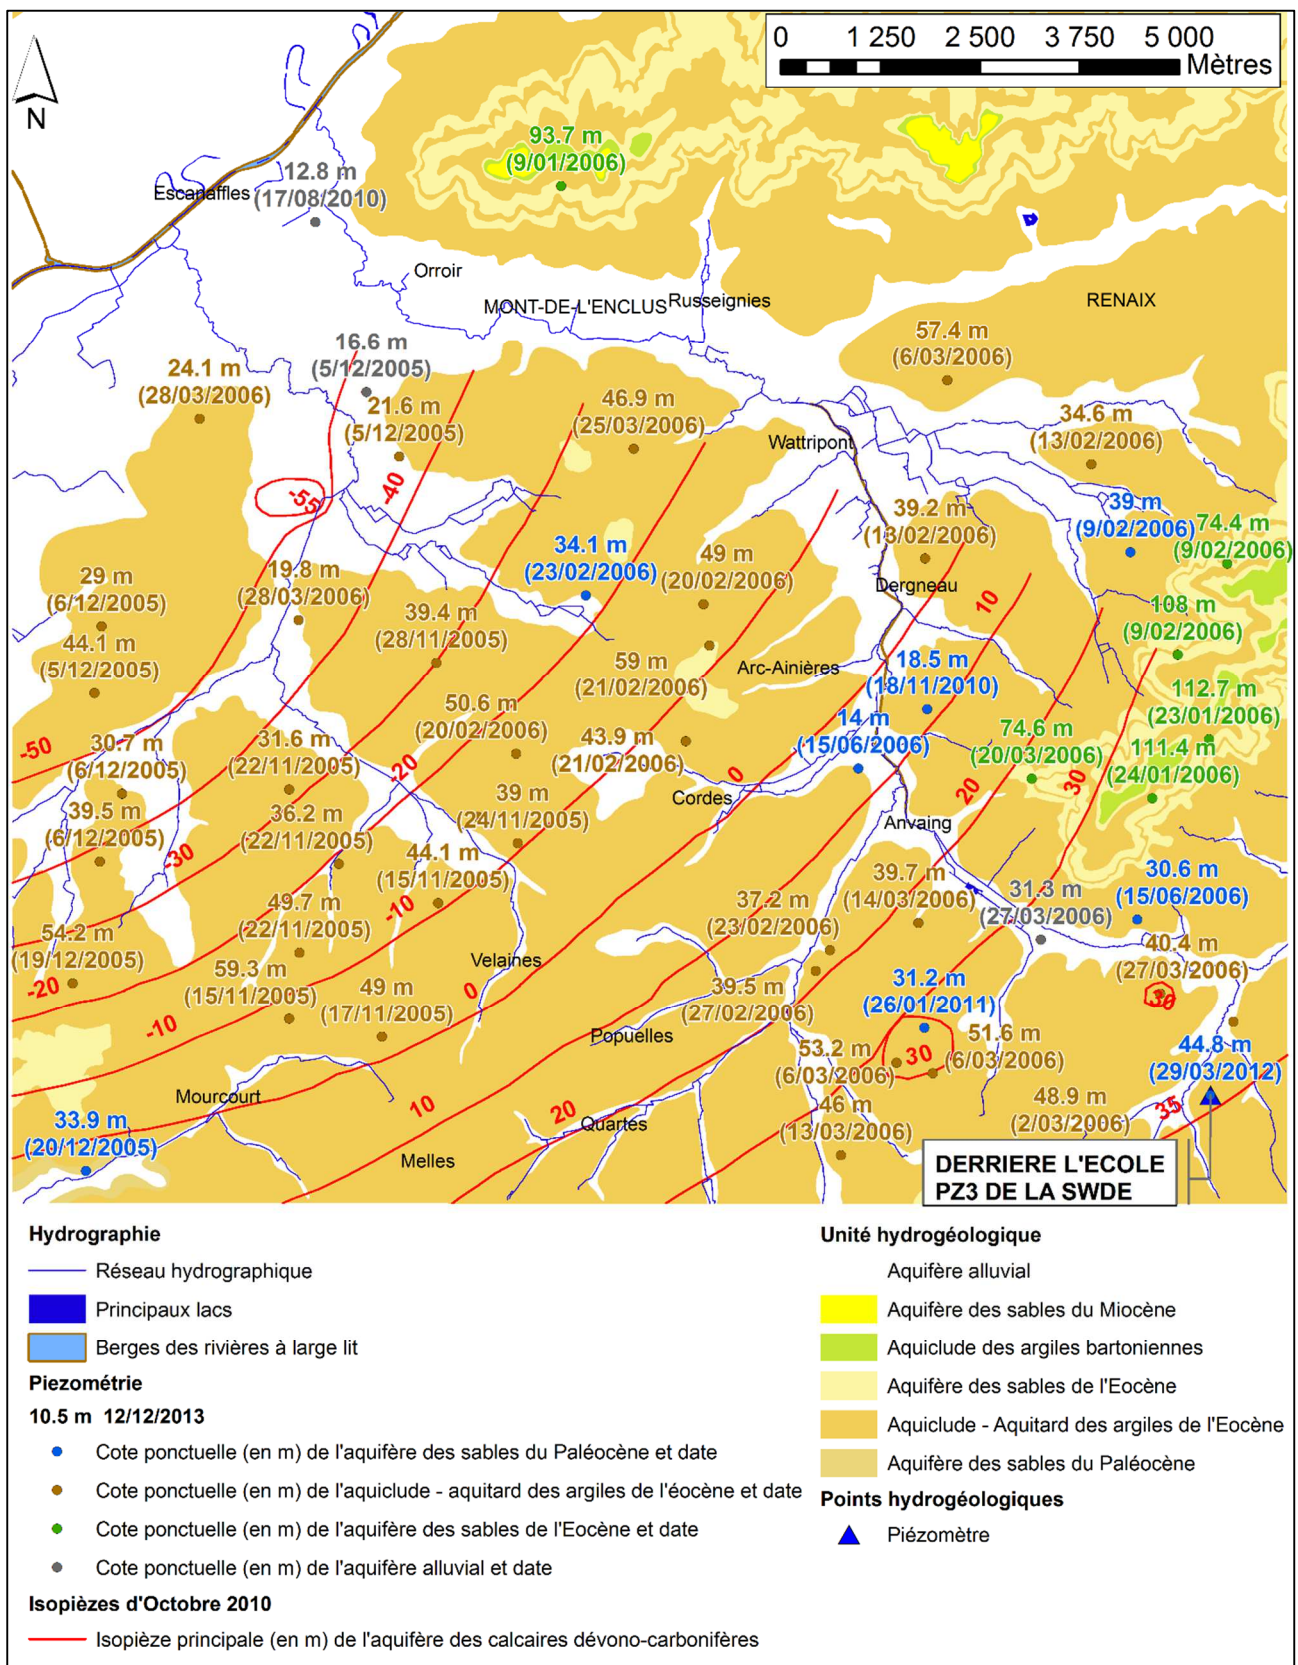 0 1 250 2 500 3 750 5 000
Mètres
N
93.7 m
(9/01/2006)
12.8 m
(17/08/2010)
Escanaffles
Orroir
MONT-DE-L'ENCLUS
Russeignies
RENAIX
16.6 m
(5/12/2005)
57.4 m
(6/03/2006)
24.1 m
(28/03/2006)
21.6 m
(5/12/2005)
46.9 m
(25/03/2006)
34.6 m
(13/02/2006)
Wattripont
-55
-40
39.2 m
(13/02/2006)
39 m
(9/02/2006)
74.4 m
(9/02/2006)
34.1 m
(23/02/2006)
49 m
(20/02/2006)
29 m
(6/12/2005)
19.8 m
(28/03/2006)
Dergneau
10
39.4 m
(28/11/2005)
108 m
(9/02/2006)
44.1 m
(5/12/2005)
59 m
(21/02/2006)
Arc-Ainières
18.5 m
(18/11/2010)
112.7 m
(23/01/2006)
50.6 m
(20/02/2006)
14 m
(15/06/2006)
74.6 m
(20/03/2006)
111.4 m
(24/01/2006)
-50
30.7 m
(6/12/2005)
31.6 m
(22/11/2005)
43.9 m
(21/02/2006)
-20
0
20
30
Cordes
39 m
(24/11/2005)
39.5 m
(6/12/2005)
36.2 m
(22/11/2005)
Anvaing
-30
44.1 m
(15/11/2005)
39.7 m
(14/03/2006)
30.6 m
(15/06/2006)
31.3 m
(27/03/2006)
-10
49.7 m
(22/11/2005)
37.2 m
(23/02/2006)
54.2 m
(19/12/2005)
40.4 m
(27/03/2006)
Velaines
59.3 m
(15/11/2005)
-20
0
49 m
(17/11/2005)
39.5 m
(27/02/2006)
31.2 m
(26/01/2011)
30
-10
Popuelles
53.2 m
(6/03/2006)
30
51.6 m
(6/03/2006)
44.8 m
(29/03/2012)
Mourcourt
10
20
Quartes
46 m
(13/03/2006)
48.9 m
(2/03/2006)
35
33.9 m
(20/12/2005)
Melles
DERRIERE L'ECOLE
PZ3 DE LA SWDE
Hydrographie
Réseau hydrographique
Principaux lacs
Berges des rivières à large lit
Piezométrie
10.5 m 12/12/2013
Cote ponctuelle (en m) de l'aquifère des sables du Paléocène et date
Cote ponctuelle (en m) de l'aquiclude - aquitard des argiles de l'éocène et date
Cote ponctuelle (en m) de l'aquifère des sables de l'Eocène et date
Cote ponctuelle (en m) de l'aquifère alluvial et date
Isopièzes d'Octobre 2010
Isopièze principale (en m) de l'aquifère des calcaires dévono-carbonifères
Unité hydrogéologique
Aquifère alluvial
Aquifère des sables du Miocène
Aquiclude des argiles bartoniennes
Aquifère des sables de l'Eocène
Aquiclude - Aquitard des argiles de l'Eocène
Aquifère des sables du Paléocène
Points hydrogéologiques
Piézomètre